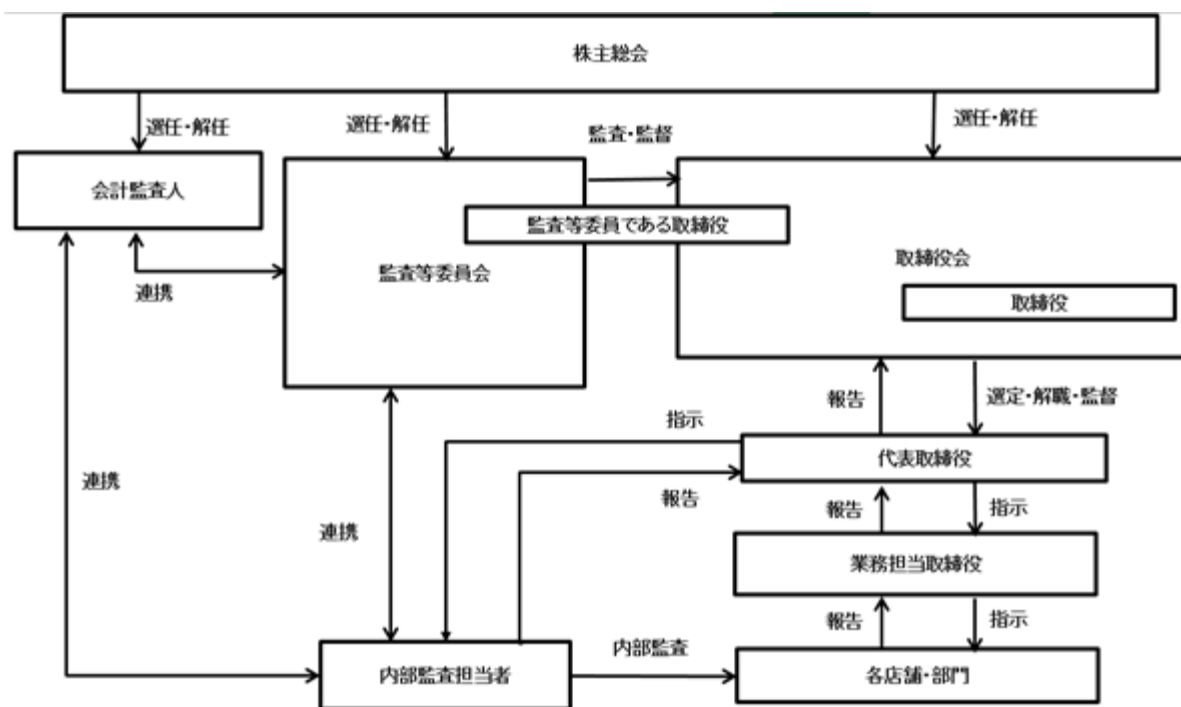 株主総会
選任・解任
選任・解任
選任・解任
監査・監督
会計監査人
監査等委員である取締役
監査等委員会
取締役会
連携
取締役
報告
選定・解職・監督
指示
代表取締役
連携
報告
報告
指示
連携
業務担当取締役
報告
指示
内部監査
内部監査担当者
各店舗・部門